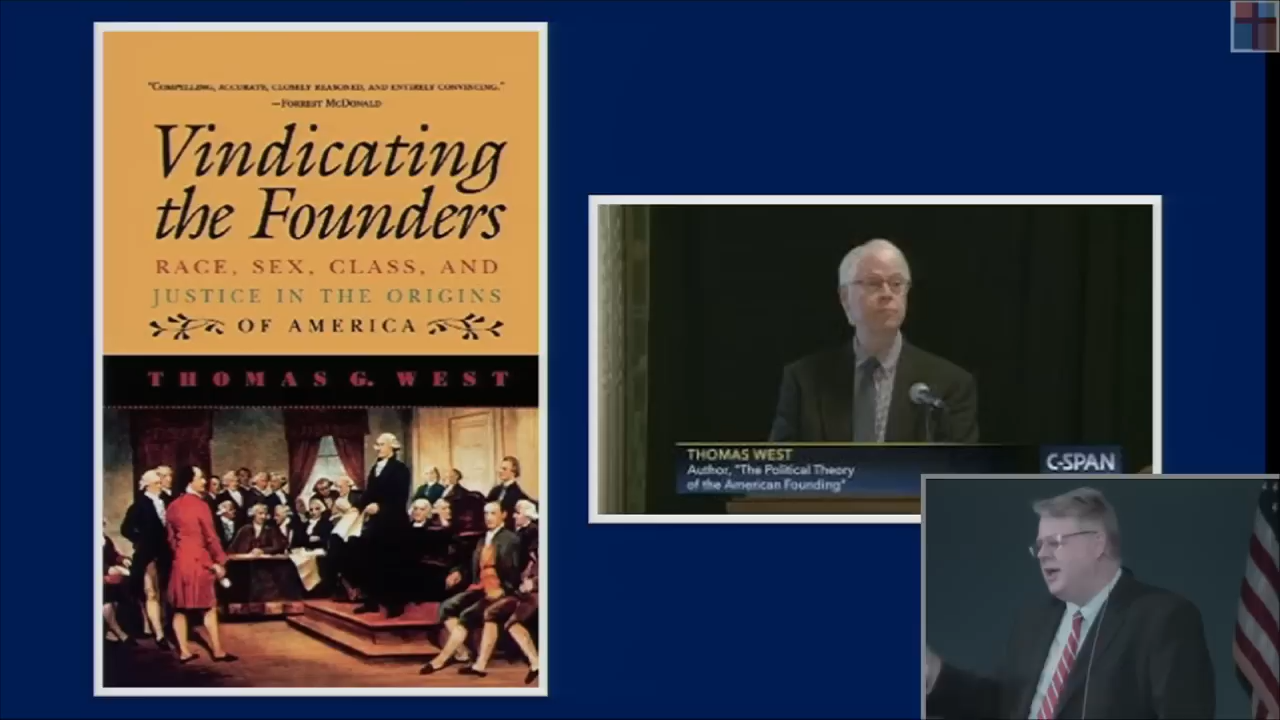 "COMPELLING, ACCURATE, CLOSELY REASONED, AND ENTIRELY CONVINCING."
—FORREST MCDONALD
Vindicating
the Founders
RACE, SEX, CLASS, AND
JUSTICE IN THE ORIGINS
OF AMERICA
THOMAS G. WEST
THOMAS WEST
Author, "The Political Theory
of the American Founding"
C-SPAN